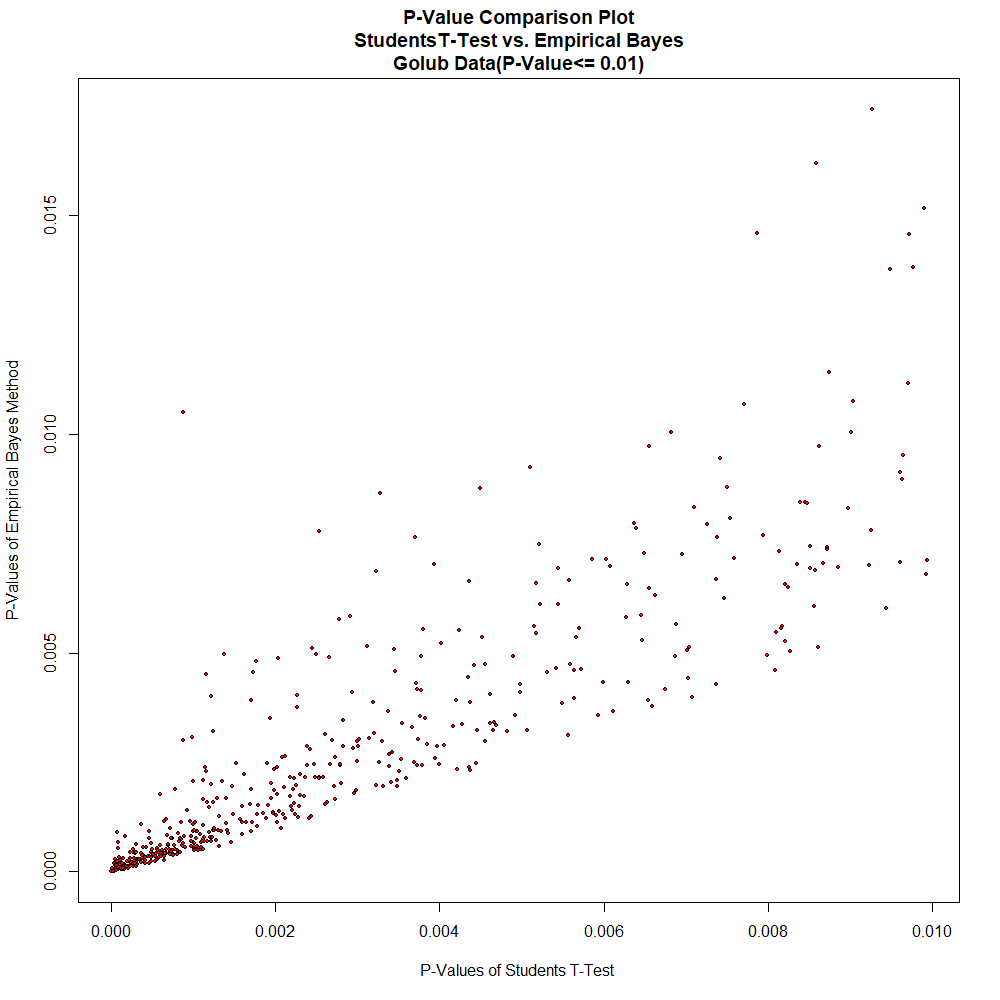 P-Value Comparison Plot
StudentsT-Test vs. Empirical Bayes
Golub Data(P-Value<= 0.01)
P-Values of Empirical Bayes Method
0.015
0.010
0.005
0.000
0.000 0.002 0.004 0.006 0.008 0.010
P-Values of Students T-Test